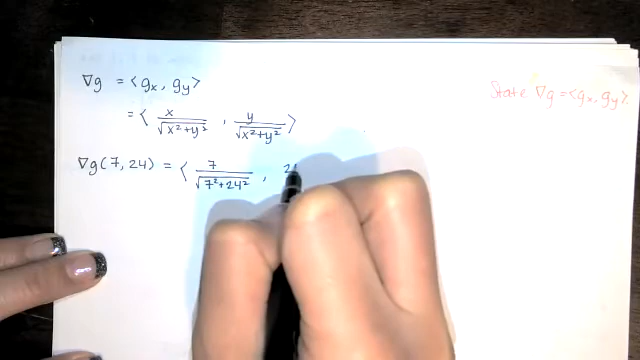 ∇g = <gx, gy>
= < x/√x²+y² , y/√x²+y² >
∇g(7, 24) = < 7/√7²+24² ,
State ∇g = <gx, gy>.